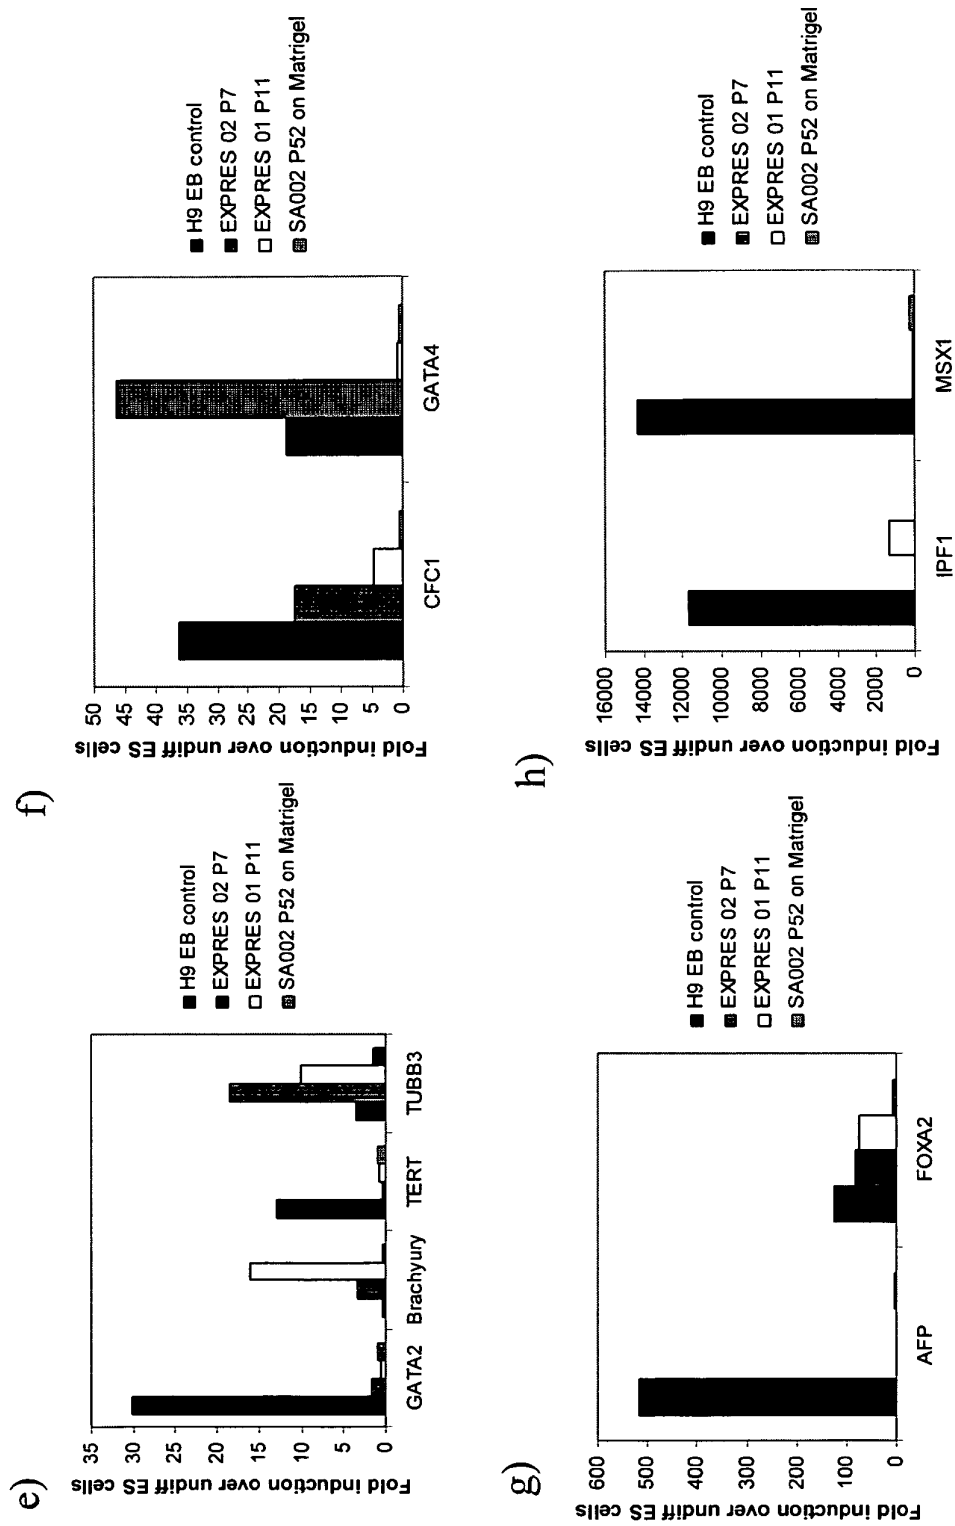 e)
Fold induction over undiff ES cells
35
30
25
20
15
10
5
0
GATA2
Brachyury
TERT
TUBB3
H9 EB control
EXPRES 02 P7
EXPRES 01 P11
SA002 P52 on Matrigel
f)
Fold induction over undiff ES cells
50
45
40
35
30
25
20
15
10
5
0
CFC1
GATA4
H9 EB control
EXPRES 02 P7
EXPRES 01 P11
SA002 P52 on Matrigel
g)
Fold induction over undiff ES cells
600
500
400
300
200
100
0
AFP
FOXA2
H9 EB control
EXPRES 02 P7
EXPRES 01 P11
SA002 P52 on Matrigel
h)
Fold induction over undiff ES cells
16000
14000
12000
10000
8000
6000
4000
2000
0
IPF1
MSX1
H9 EB control
EXPRES 02 P7
EXPRES 01 P11
SA002 P52 on Matrigel